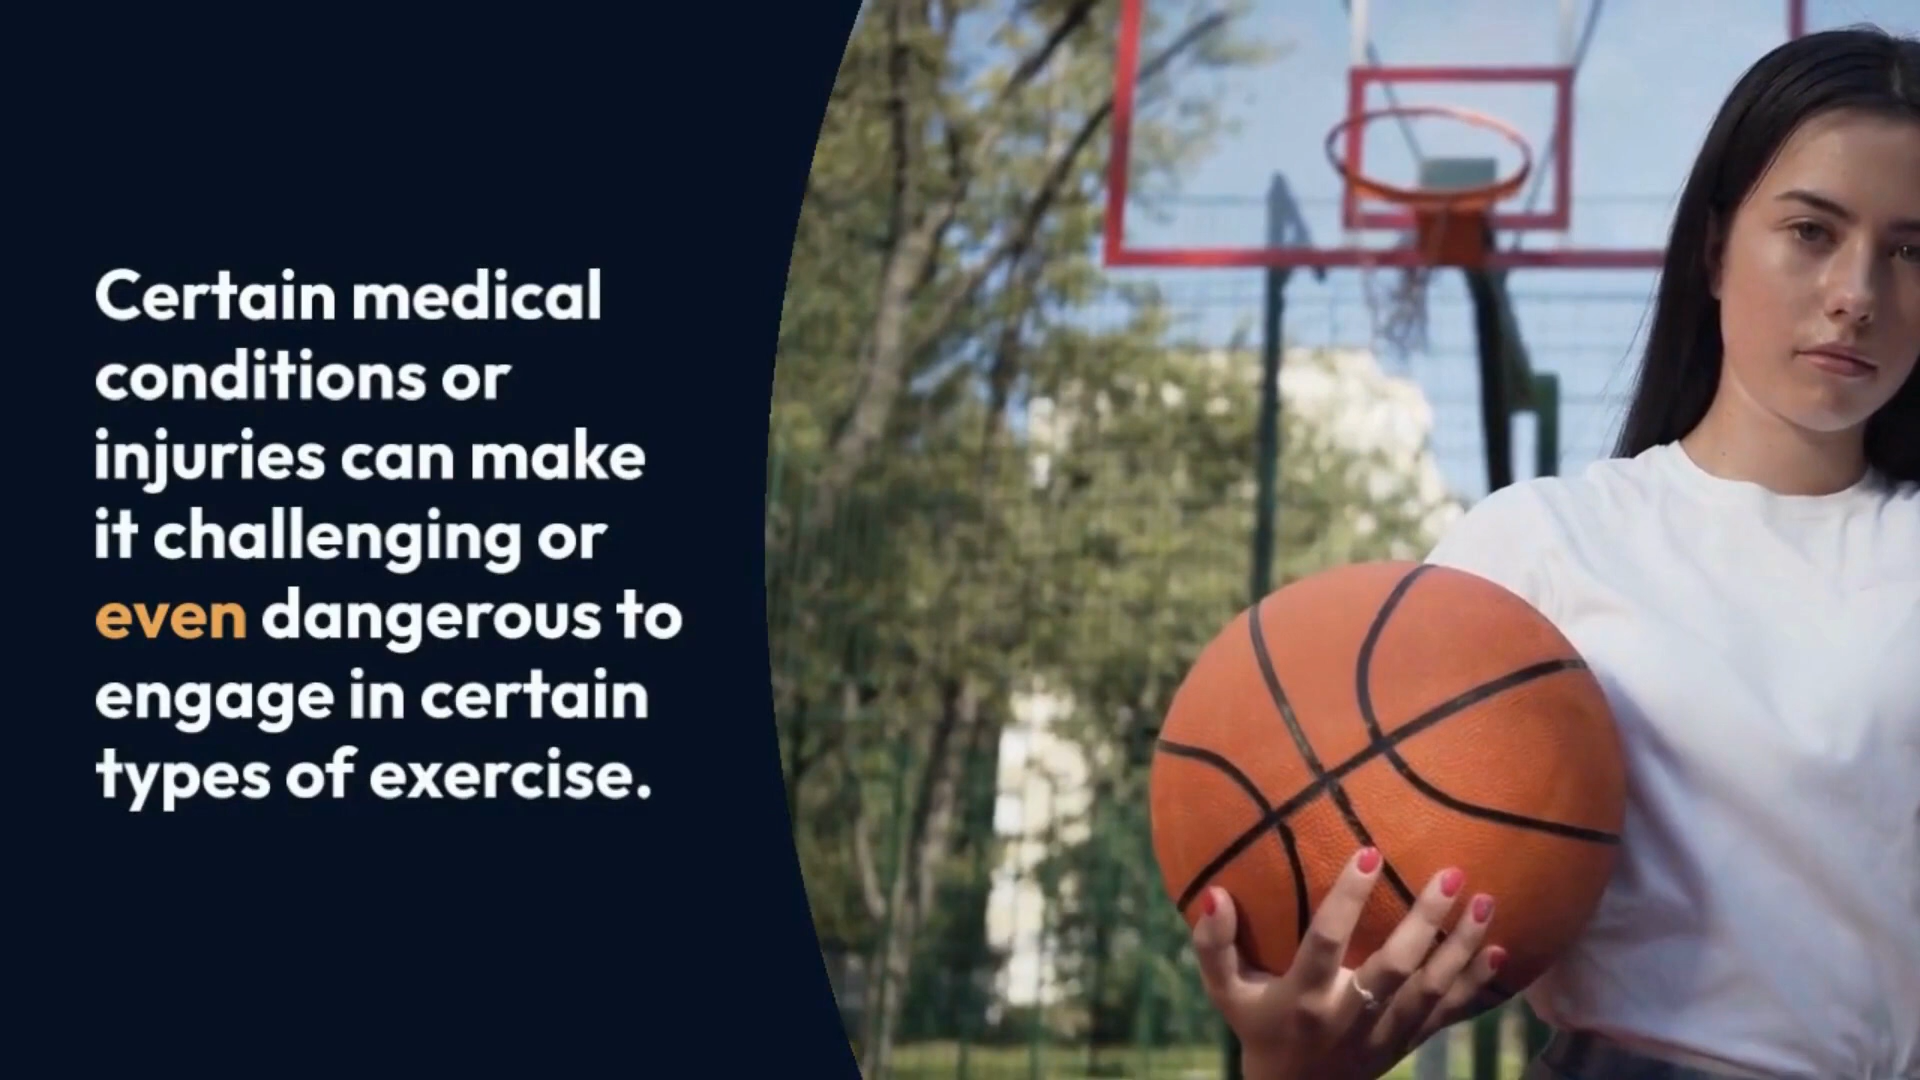 Certain medical
conditions or
injuries can make
it challenging or
even dangerous to
engage in certain
types of exercise.